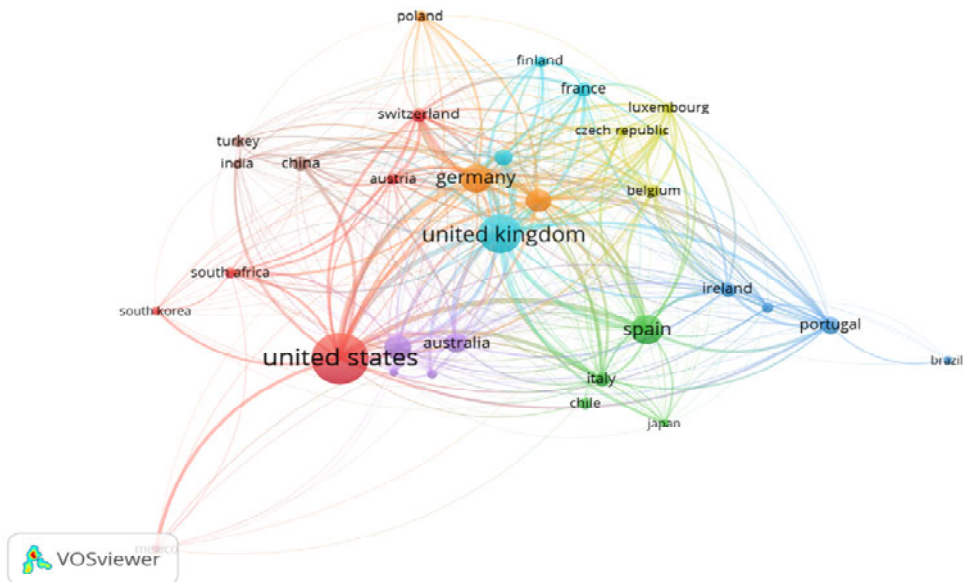 poland
finland
france
luxembourg
switzerland
czech republic
turkey
india
china
austria
germany
belgium
united kingdom
south africa
ireland
south korea
spain
portugal
australia
united states
brazil
italy
chile
japan
mexico
VOSviewer